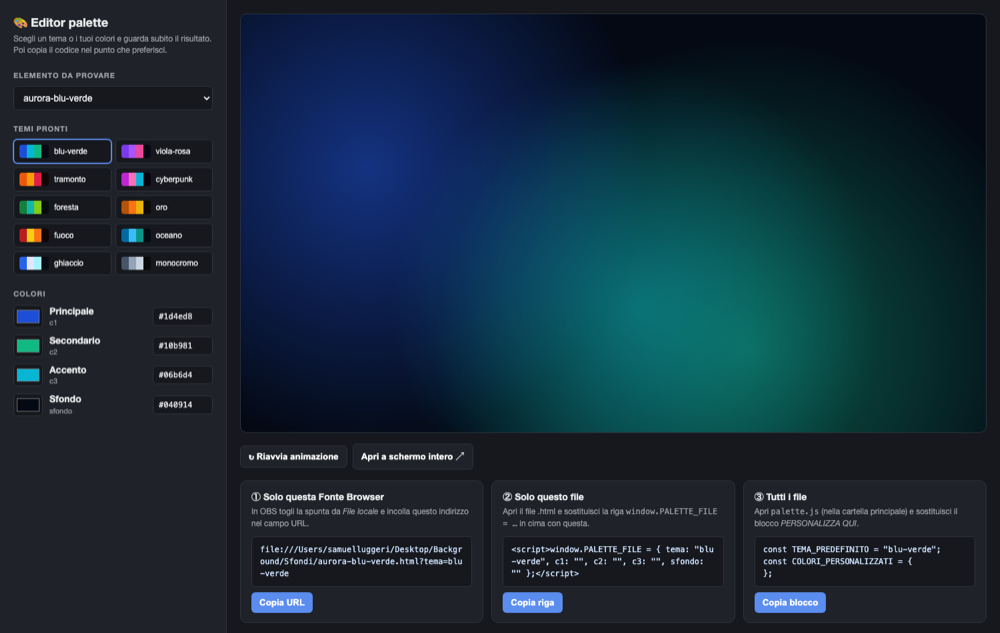 🎨 Editor palette
Scegli un tema o i tuoi colori e guarda subito il risultato.
Poi copia il codice nel punto che preferisci.
ELEMENTO DA PROVARE
aurora-blu-verde
TEMI PRONTI
blu-verde
viola-rosa
tramonto
cyberpunk
foresta
oro
fuoco
oceano
ghiaccio
monocromo
COLORI
Principale
c1
#1d4ed8
Secondario
c2
#10b981
Accento
c3
#06b6d4
Sfondo
sfondo
#040914
↻ Riavvia animazione
Apri a schermo intero ↗
① Solo questa Fonte Browser
In OBS togli la spunta da File locale e incolla questo indirizzo
nel campo URL.
file:///Users/samuelluggeri/Desktop/Backgr
ound/Sfondi/aurora-blu-verde.html?tema=blu
-verde
Copia URL
② Solo questo file
Apri il file .html e sostituisci la riga window.PALETTE_FILE
= … in cima con questa.
<script>window.PALETTE_FILE = { tema: "blu
-verde", c1: "", c2: "", c3: "", sfondo:
"" };</script>
Copia riga
③ Tutti i file
Apri palette.js (nella cartella principale) e sostituisci il
blocco PERSONALIZZA QUI.
const TEMA_PREDEFINITO = "blu-verde";
const COLORI_PERSONALIZZATI = {
};
Copia blocco